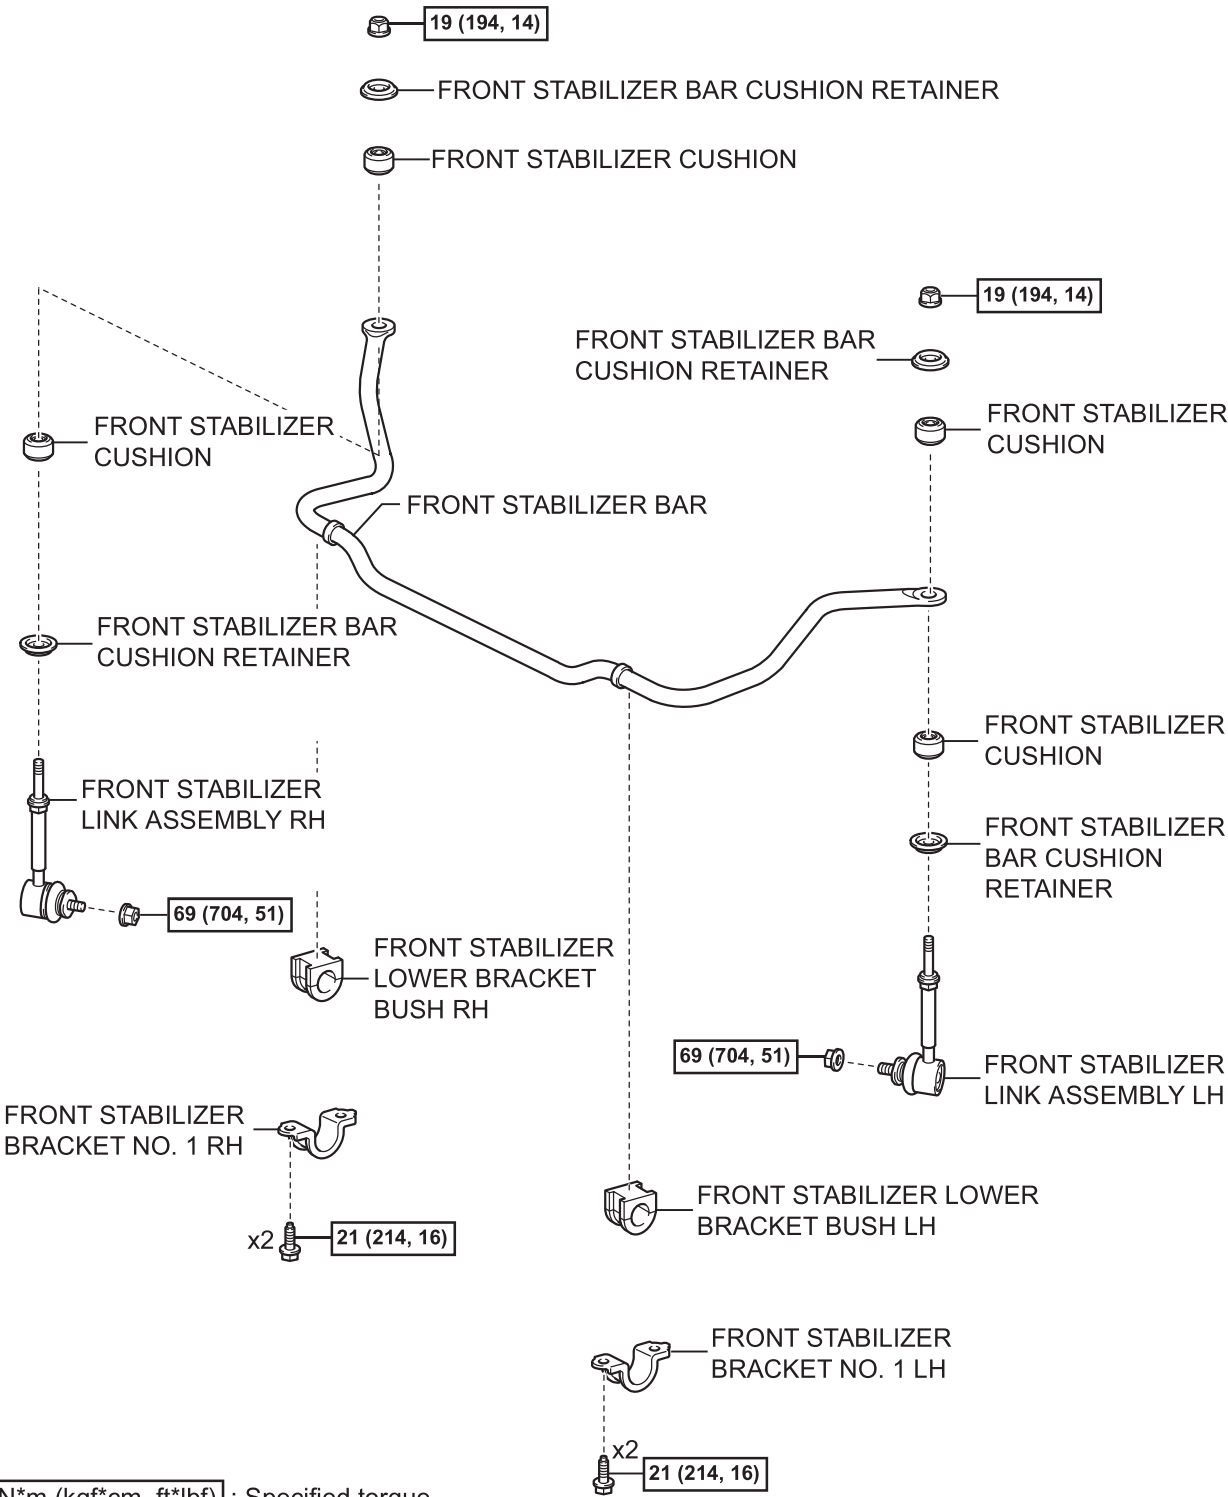 19 (194, 14)
FRONT STABILIZER BAR CUSHION RETAINER
FRONT STABILIZER CUSHION
19 (194, 14)
FRONT STABILIZER BAR
CUSHION RETAINER
FRONT STABILIZER
CUSHION
FRONT STABILIZER
CUSHION
FRONT STABILIZER BAR
FRONT STABILIZER BAR
CUSHION RETAINER
FRONT STABILIZER
CUSHION
FRONT STABILIZER
LINK ASSEMBLY RH
FRONT STABILIZER
BAR CUSHION
RETAINER
69 (704, 51)
FRONT STABILIZER
LOWER BRACKET
BUSH RH
69 (704, 51)
FRONT STABILIZER
LINK ASSEMBLY LH
FRONT STABILIZER
BRACKET NO. 1 RH
FRONT STABILIZER LOWER
BRACKET BUSH LH
x2
21 (214, 16)
FRONT STABILIZER
BRACKET NO. 1 LH
x2
21 (214, 16)
N*m (kgf*cm, ft*lbf) : Specified torque